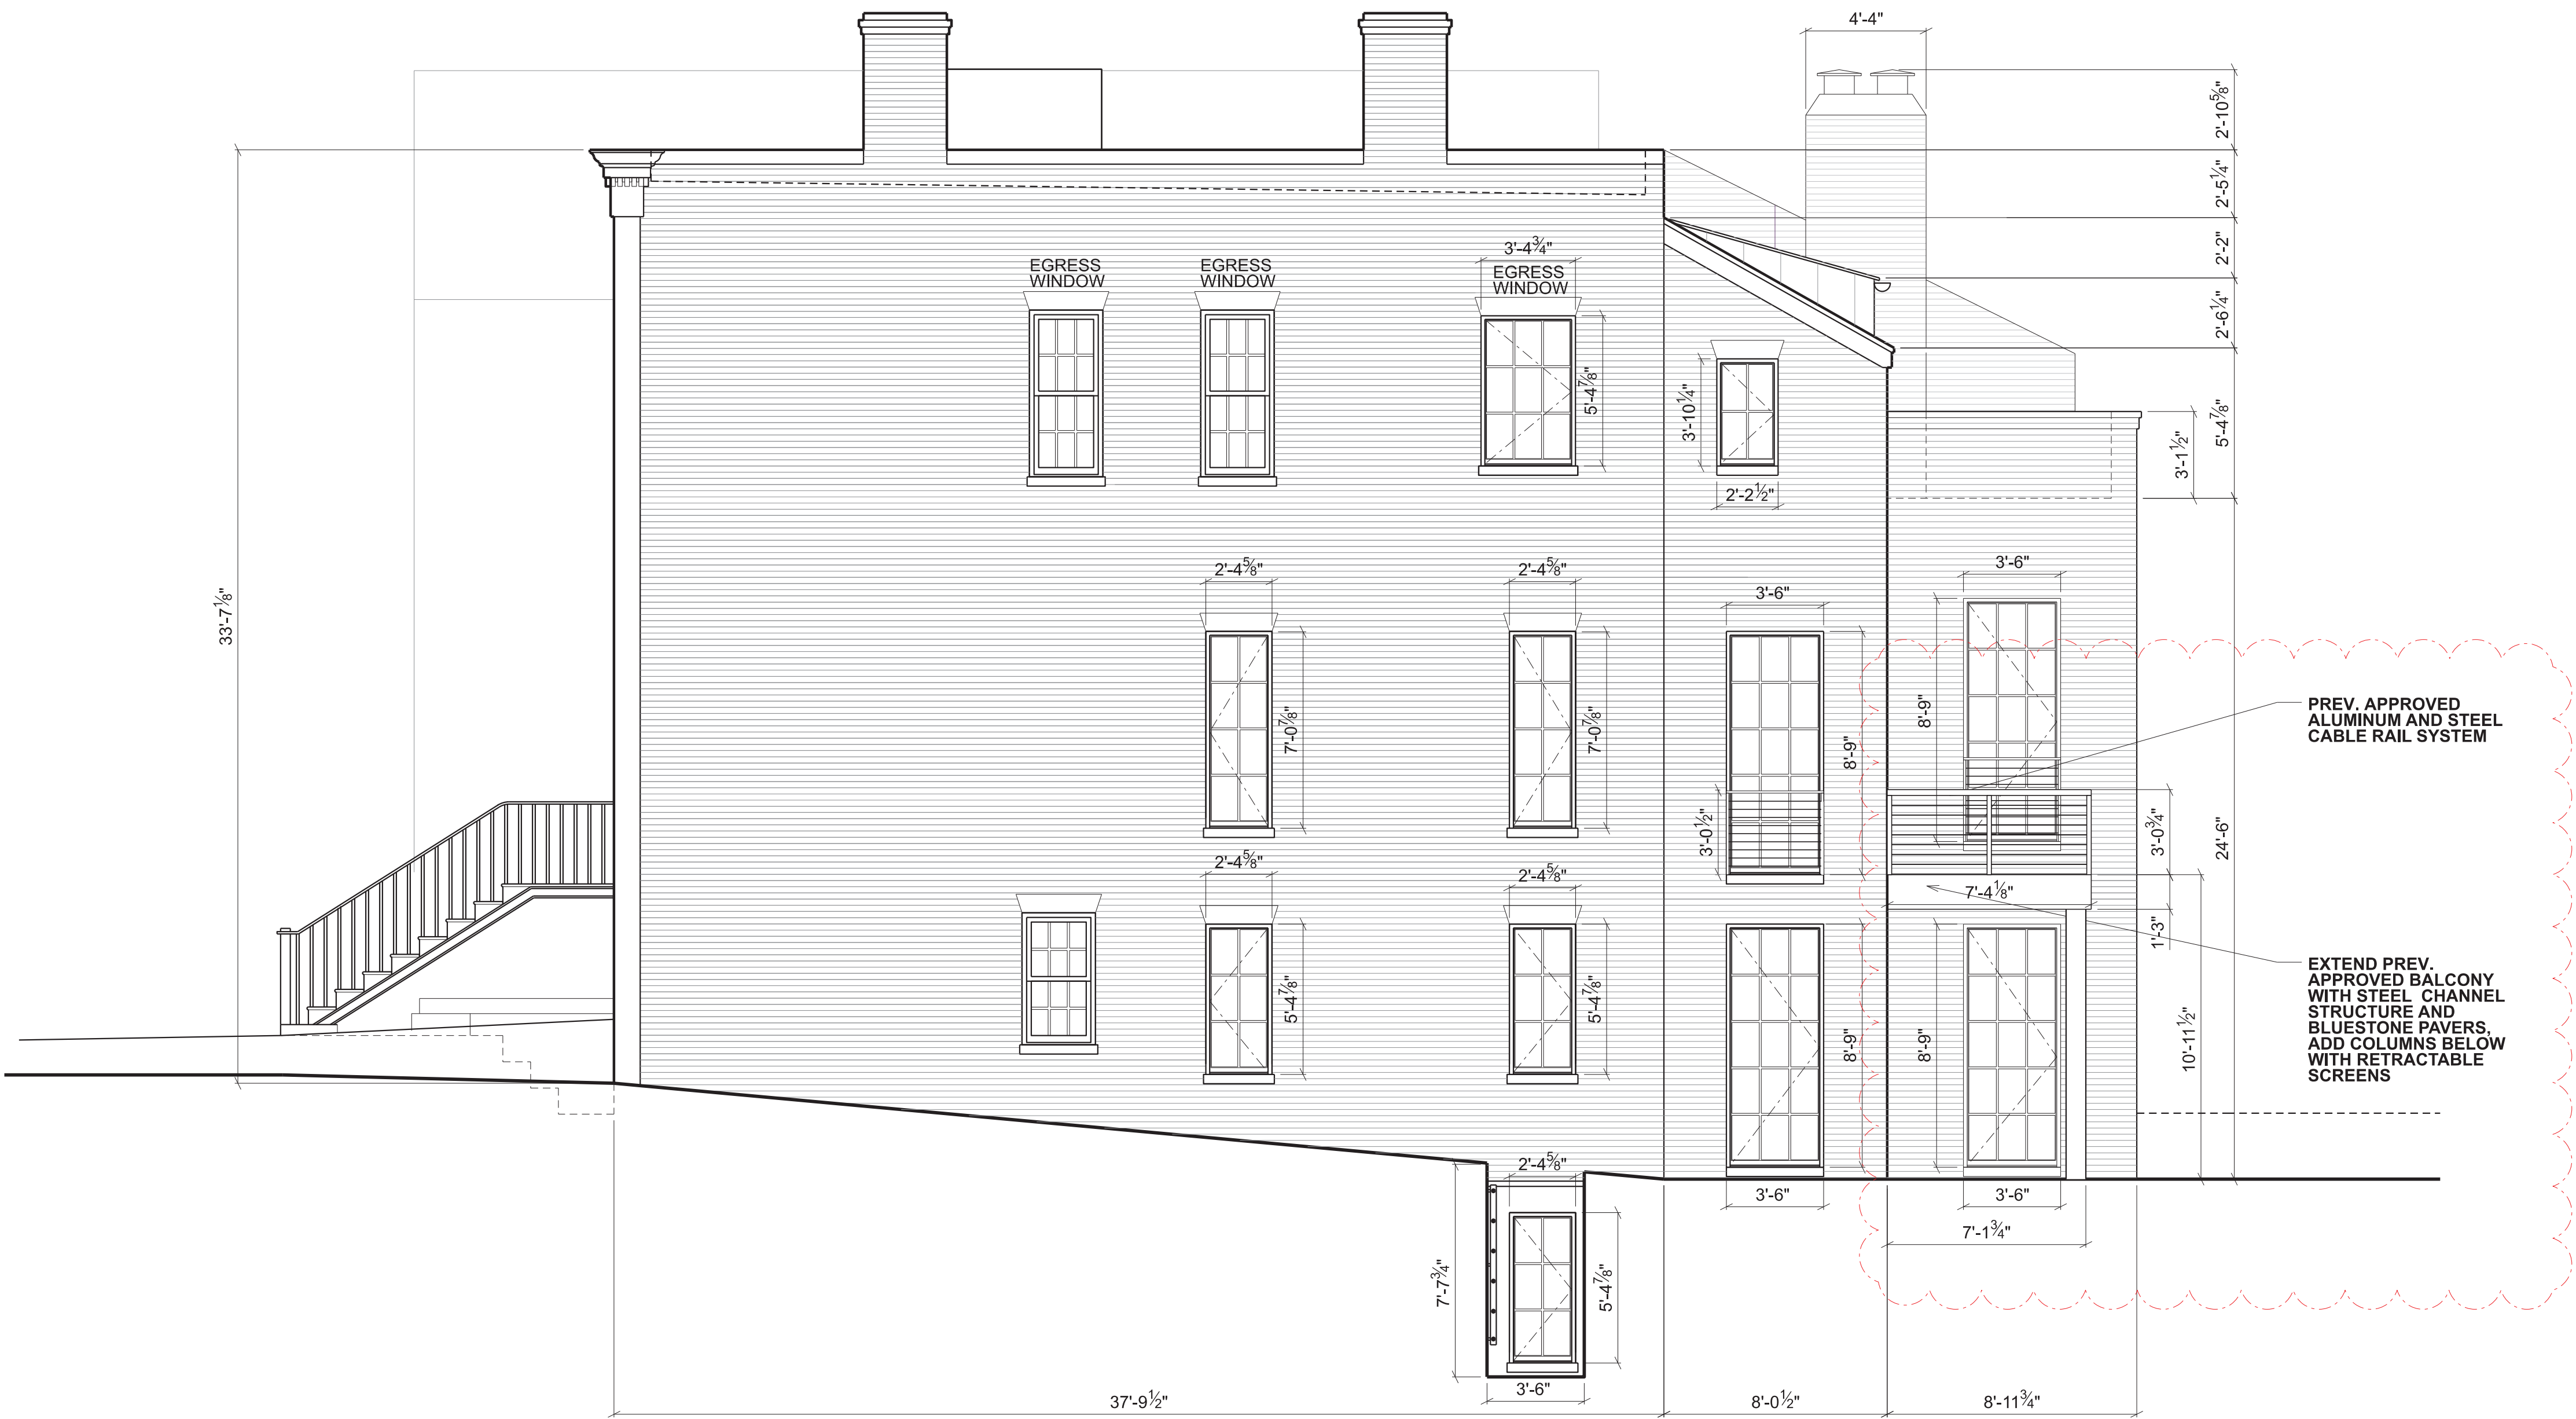 4'-4"
2'-10⅝"
2'-5¼"
2'-2"
2'-6¼"
5'-4⅞"
3'-1½"
24'-6"
33'-7⅛"
EGRESS
WINDOW
EGRESS
WINDOW
3'-4¾"
EGRESS
WINDOW
5'-4⅞"
3'-10¼"
2'-2½"
2'-4⅝"
7'-0⅞"
2'-4⅝"
7'-0⅞"
3'-6"
8'-9"
3'-0½"
3'-6"
8'-9"
PREV. APPROVED
ALUMINUM AND STEEL
CABLE RAIL SYSTEM
3'-0¾"
7'-4⅛"
1'-3"
10'-11½"
2'-4⅝"
5'-4⅞"
2'-4⅝"
5'-4⅞"
8'-9"
8'-9"
EXTEND PREV.
APPROVED BALCONY
WITH STEEL CHANNEL
STRUCTURE AND
BLUESTONE PAVERS,
ADD COLUMNS BELOW
WITH RETRACTABLE
SCREENS
3'-6"
3'-6"
7'-1¾"
2'-4⅝"
7'-7¾"
5'-4⅞"
3'-6"
37'-9½"
8'-0½"
8'-11¾"